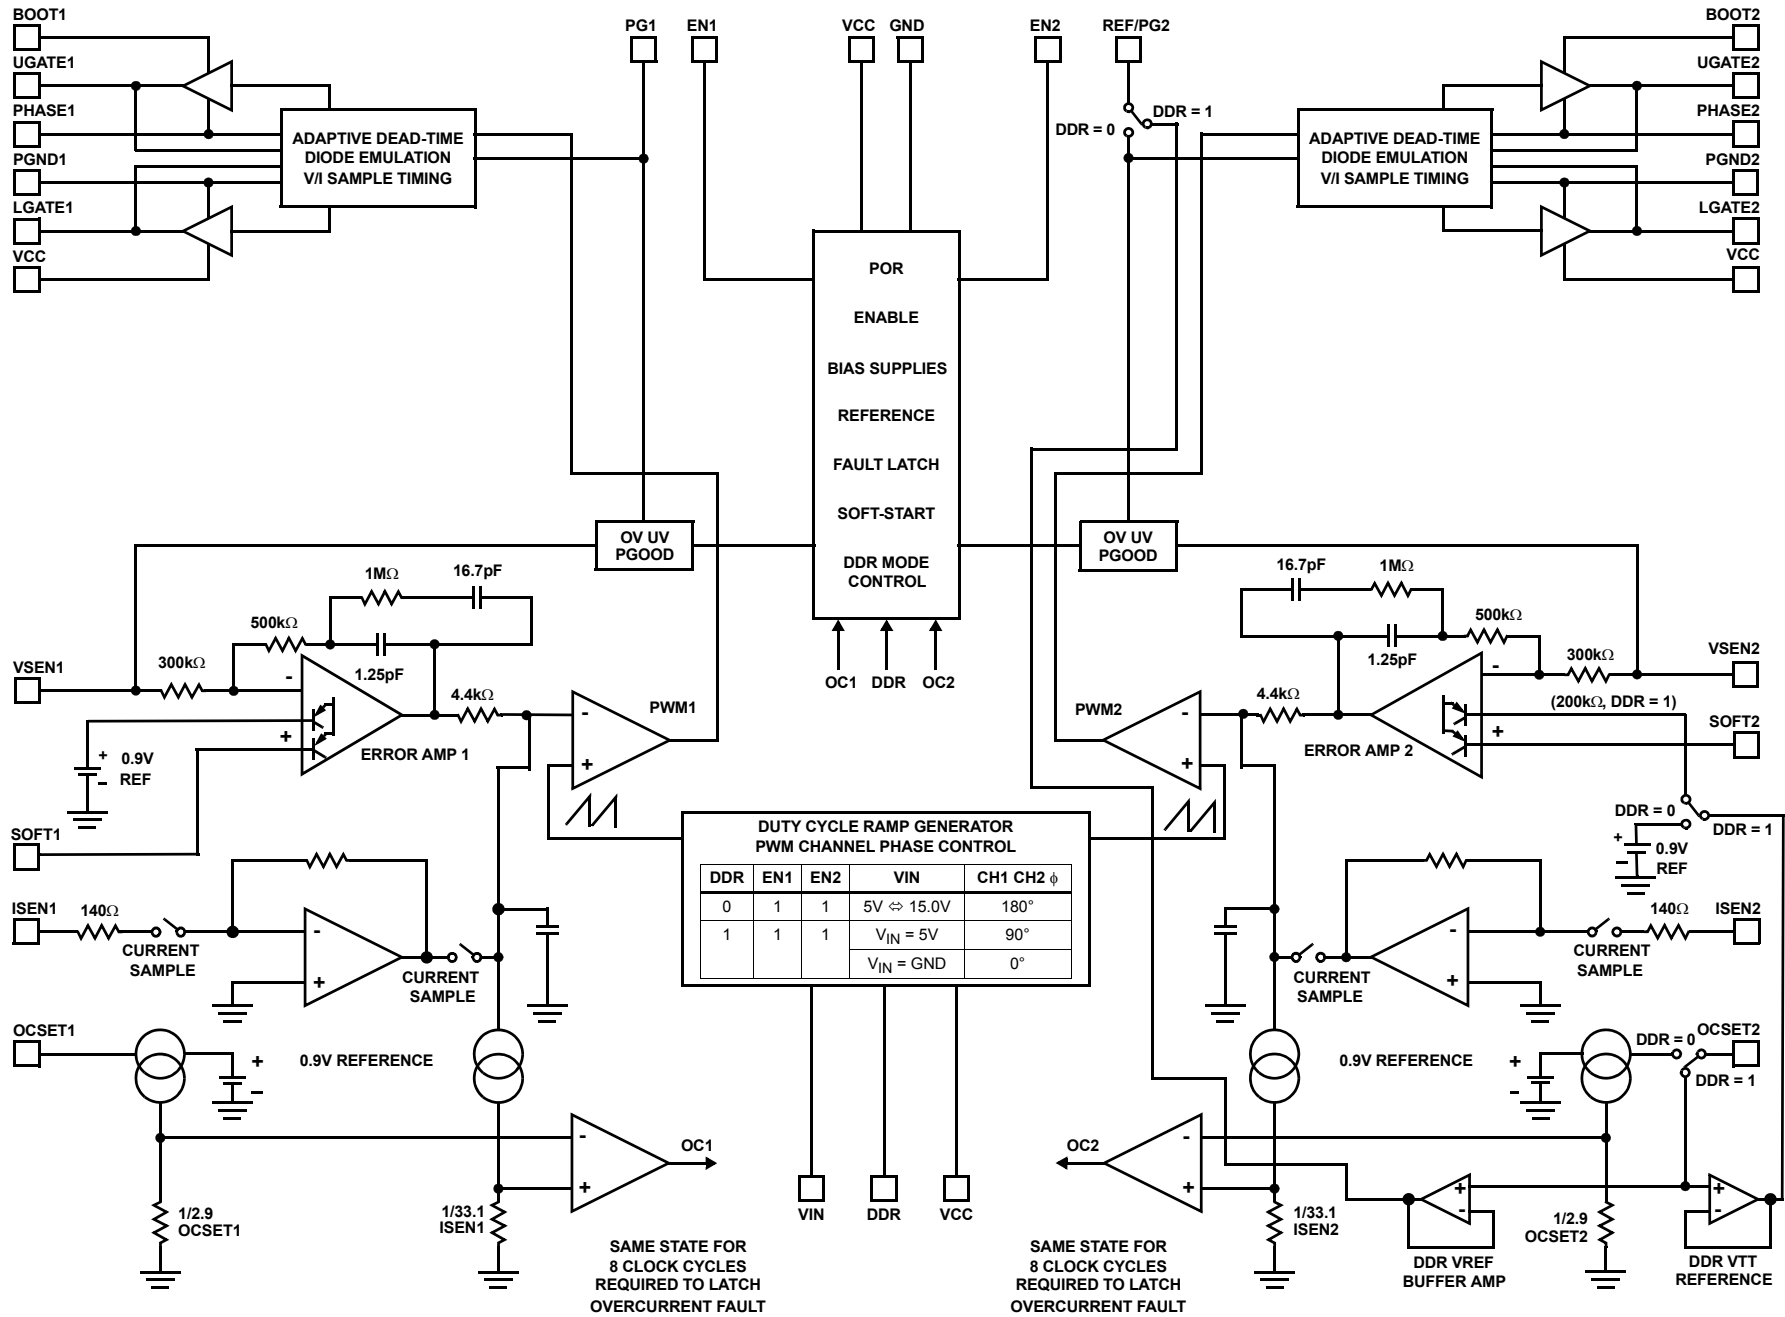 BOOT1
UGATE1
PHASE1
PGND1
LGATE1
VCC
ADAPTIVE DEAD-TIME
DIODE EMULATION
V/I SAMPLE TIMING
PG1
EN1
VCC
GND
EN2
REF/PG2
DDR = 1
DDR = 0
BOOT2
UGATE2
PHASE2
PGND2
LGATE2
VCC
ADAPTIVE DEAD-TIME
DIODE EMULATION
V/I SAMPLE TIMING
POR
ENABLE
BIAS SUPPLIES
REFERENCE
FAULT LATCH
SOFT-START
DDR MODE
CONTROL
OC1
DDR
OC2
OV UV
PGOOD
OV UV
PGOOD
1MΩ
16.7pF
500kΩ
1.25pF
VSEN1
300kΩ
-
+
4.4kΩ
ERROR AMP 1
+
-
0.9V
REF
SOFT1
PWM1
-
+
16.7pF
1MΩ
500kΩ
1.25pF
300kΩ
(200kΩ, DDR = 1)
VSEN2
SOFT2
-
+
4.4kΩ
ERROR AMP 2
PWM2
-
+
DDR = 0
DDR = 1
+
-
0.9V
REF
DUTY CYCLE RAMP GENERATOR
PWM CHANNEL PHASE CONTROL
DDR EN1 EN2 VIN CH1 CH2 ϕ
0 1 1 5V ⇔ 15.0V 180°
1 1 1 VIN = 5V 90°
VIN = GND 0°
VIN
DDR
VCC
ISEN1
140Ω
CURRENT
SAMPLE
-
+
CURRENT
SAMPLE
ISEN2
140Ω
CURRENT
SAMPLE
-
+
CURRENT
SAMPLE
OCSET1
+
-
0.9V REFERENCE
1/2.9
OCSET1
1/33.1
ISEN1
-
+
OC1
SAME STATE FOR
8 CLOCK CYCLES
REQUIRED TO LATCH
OVERCURRENT FAULT
0.9V REFERENCE
+
-
DDR = 0
OCSET2
DDR = 1
OC2
-
+
1/33.1
ISEN2
1/2.9
OCSET2
SAME STATE FOR
8 CLOCK CYCLES
REQUIRED TO LATCH
OVERCURRENT FAULT
+
-
DDR VREF
BUFFER AMP
+
-
DDR VTT
REFERENCE